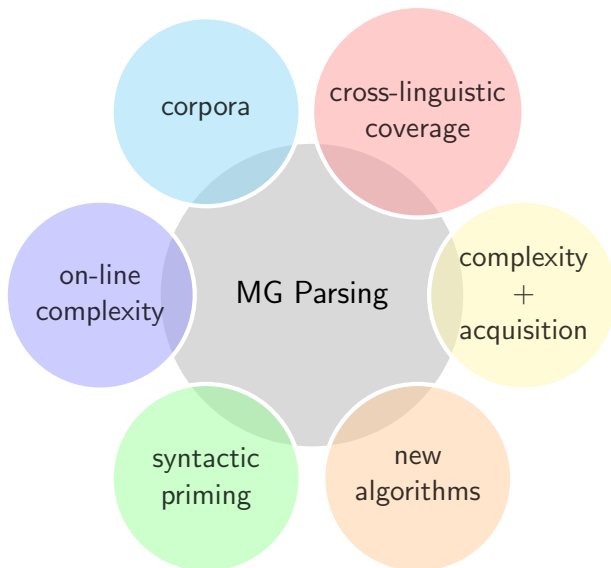 corpora
cross-linguistic
coverage
on-line
complexity
MG Parsing
complexity
+
acquisition
syntactic
priming
new
algorithms